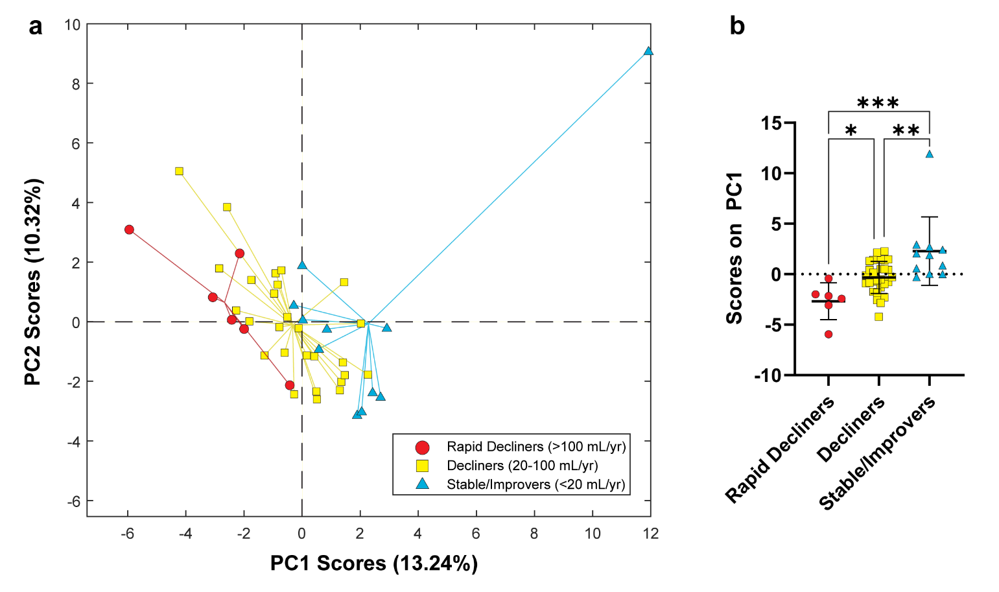 a
10
8
6
4
2
0
-2
-4
-6
PC2 Scores (10.32%)
Rapid Decliners (>100 mL/yr)
Decliners (20-100 mL/yr)
Stable/Improvers (<20 mL/yr)
-6 -4 -2 0 2 4 6 8 10 12
PC1 Scores (13.24%)
b
***
* **
15
10
5
0
-5
-10
Scores on PC1
Rapid Decliners
Decliners
Stable/Improvers